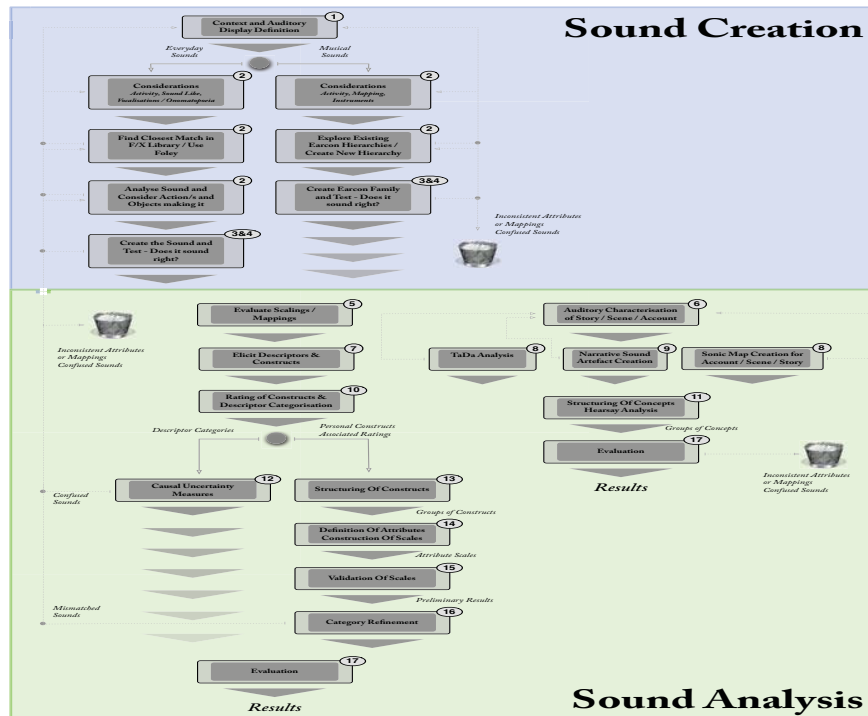 Sound Creation
1
Context and Auditory
Display Definition
Everyday
Sounds
Musical
Sounds
2
Considerations
Activity, Sound Like,
Vocalisations / Onomatopoeia
2
Considerations
Activity, Mapping,
Instruments
2
Find Closest Match in
F/X Library / Use
Foley
2
Explore Existing
Earcon Hierarchies /
Create New Hierarchy
2
Analyse Sound and
Consider Action/s and
Objects making it
3&4
Create Earcon Family
and Test - Does it
sound right?
3&4
Create the Sound and
Test - Does it sound
right?
Inconsistent Attributes
or Mappings
Confused Sounds
5
Evaluate Scalings /
Mappings
6
Auditory Characterisation
of Story / Scene / Account
Inconsistent Attributes
or Mappings
Confused Sounds
7
Elicit Descriptors &
Constructs
8
TaDa Analysis
9
Narrative Sound
Artefact Creation
8
Sonic Map Creation for
Account / Scene / Story
10
Rating of Constructs &
Descriptor Categorisation
11
Structuring Of Concepts
Hearsay Analysis
Descriptor Categories
Personal Constructs
Associated Ratings
Groups of Concepts
17
Evaluation
Results
Inconsistent Attributes
or Mappings
Confused Sounds
12
Causal Uncertainty
Measures
13
Structuring Of Constructs
Confused
Sounds
Groups of Constructs
14
Definition Of Attributes
Construction Of Scales
Attribute Scales
15
Validation Of Scales
Preliminary Results
Mismatched
Sounds
16
Category Refinement
17
Evaluation
Results
Sound Analysis